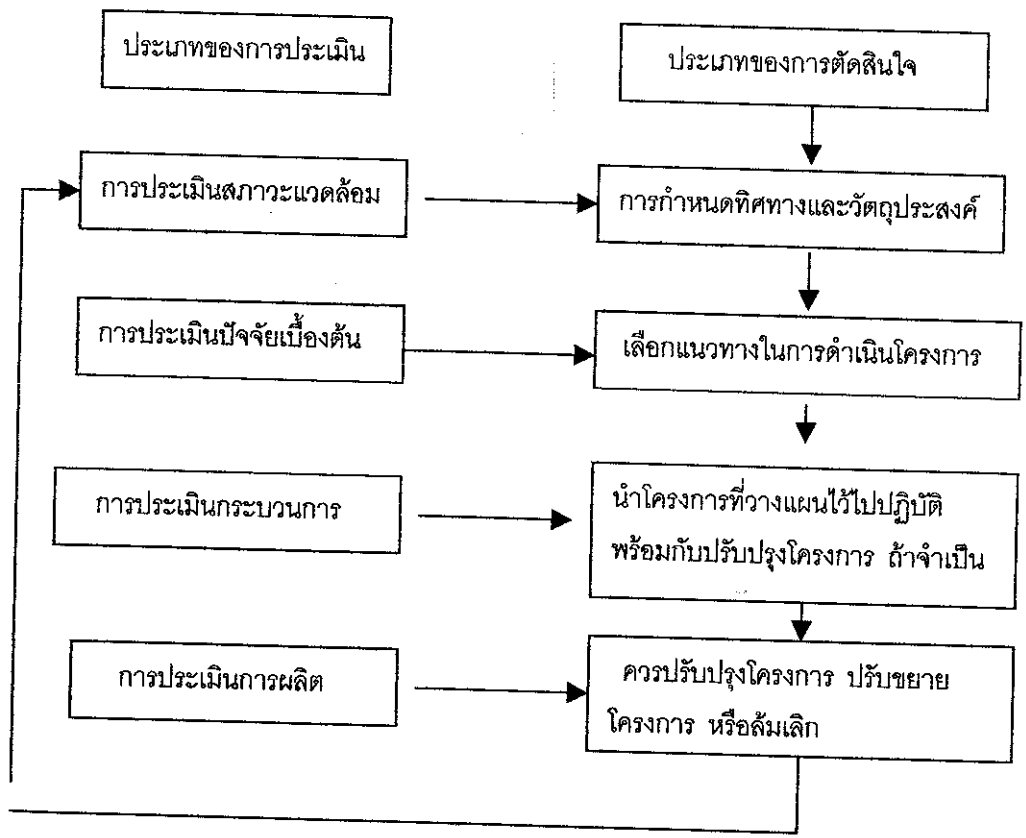 ประเภทของการประเมิน
ประเภทของการตัดสินใจ
การประเมินสภาวะแวดล้อม
การกำหนดทิศทางและวัตถุประสงค์
การประเมินปัจจัยเบื้องต้น
เลือกแนวทางในการดำเนินโครงการ
การประเมินกระบวนการ
นำโครงการที่วางแผนไว้ไปปฏิบัติ
พร้อมกับปรับปรุงโครงการ ถ้าจำเป็น
การประเมินการผลิต
ควรปรับปรุงโครงการ ปรับขยาย
โครงการ หรือล้มเลิก